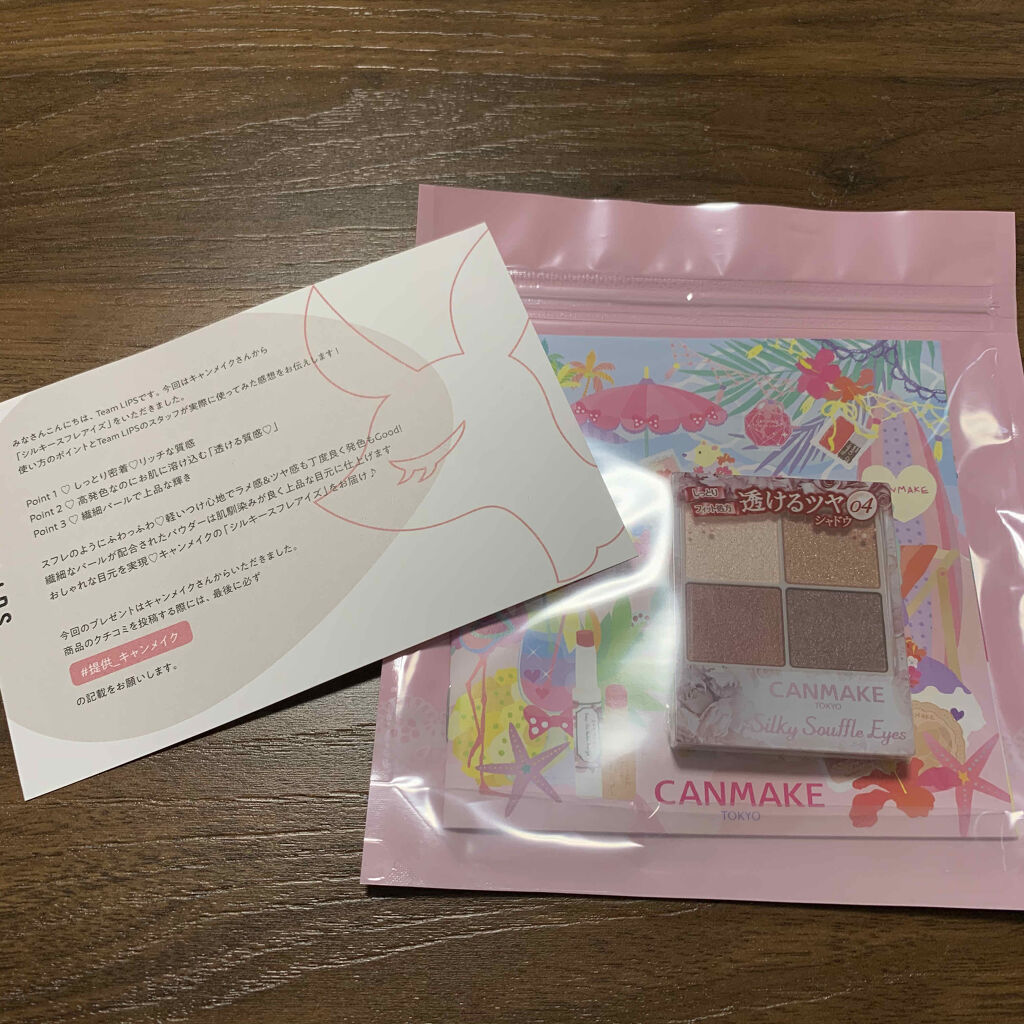 みなさんこんにちは、Team LIPSです。今回はキャンメイクさんから
「シルキースフレアイズ」をいただきました。
使い方のポイントとTeam LIPSのスタッフが実際に使ってみた感想をお伝えします!
Point 1 ♡ しっとり密着♡リッチな質感
Point 2 ♡ 高発色なのにお肌に溶け込む「透ける質感♡」
Point 3 ♡ 繊細パールで上品な輝き
スフレのようにふわっふわ♡軽いつけ心地でラメ感&ツヤ感も丁度良く発色もGood!
繊細なパールが配合されたパウダーは肌馴染みが良く上品な目元に仕上げます
おしゃれな目元を実現♡キャンメイクの「シルキースフレアイズ」をお届け♪
今回のプレゼントはキャンメイクさんからいただきました。
商品のクチコミを投稿する際には、最後に必ず
#提供_キャンメイク
の記載をお願いします。
しっとり
フィット処方
透けるツヤ
シャドウ
04
CANMAKE
TOKYO
Silky Souffle Eyes
CANMAKE
TOKYO